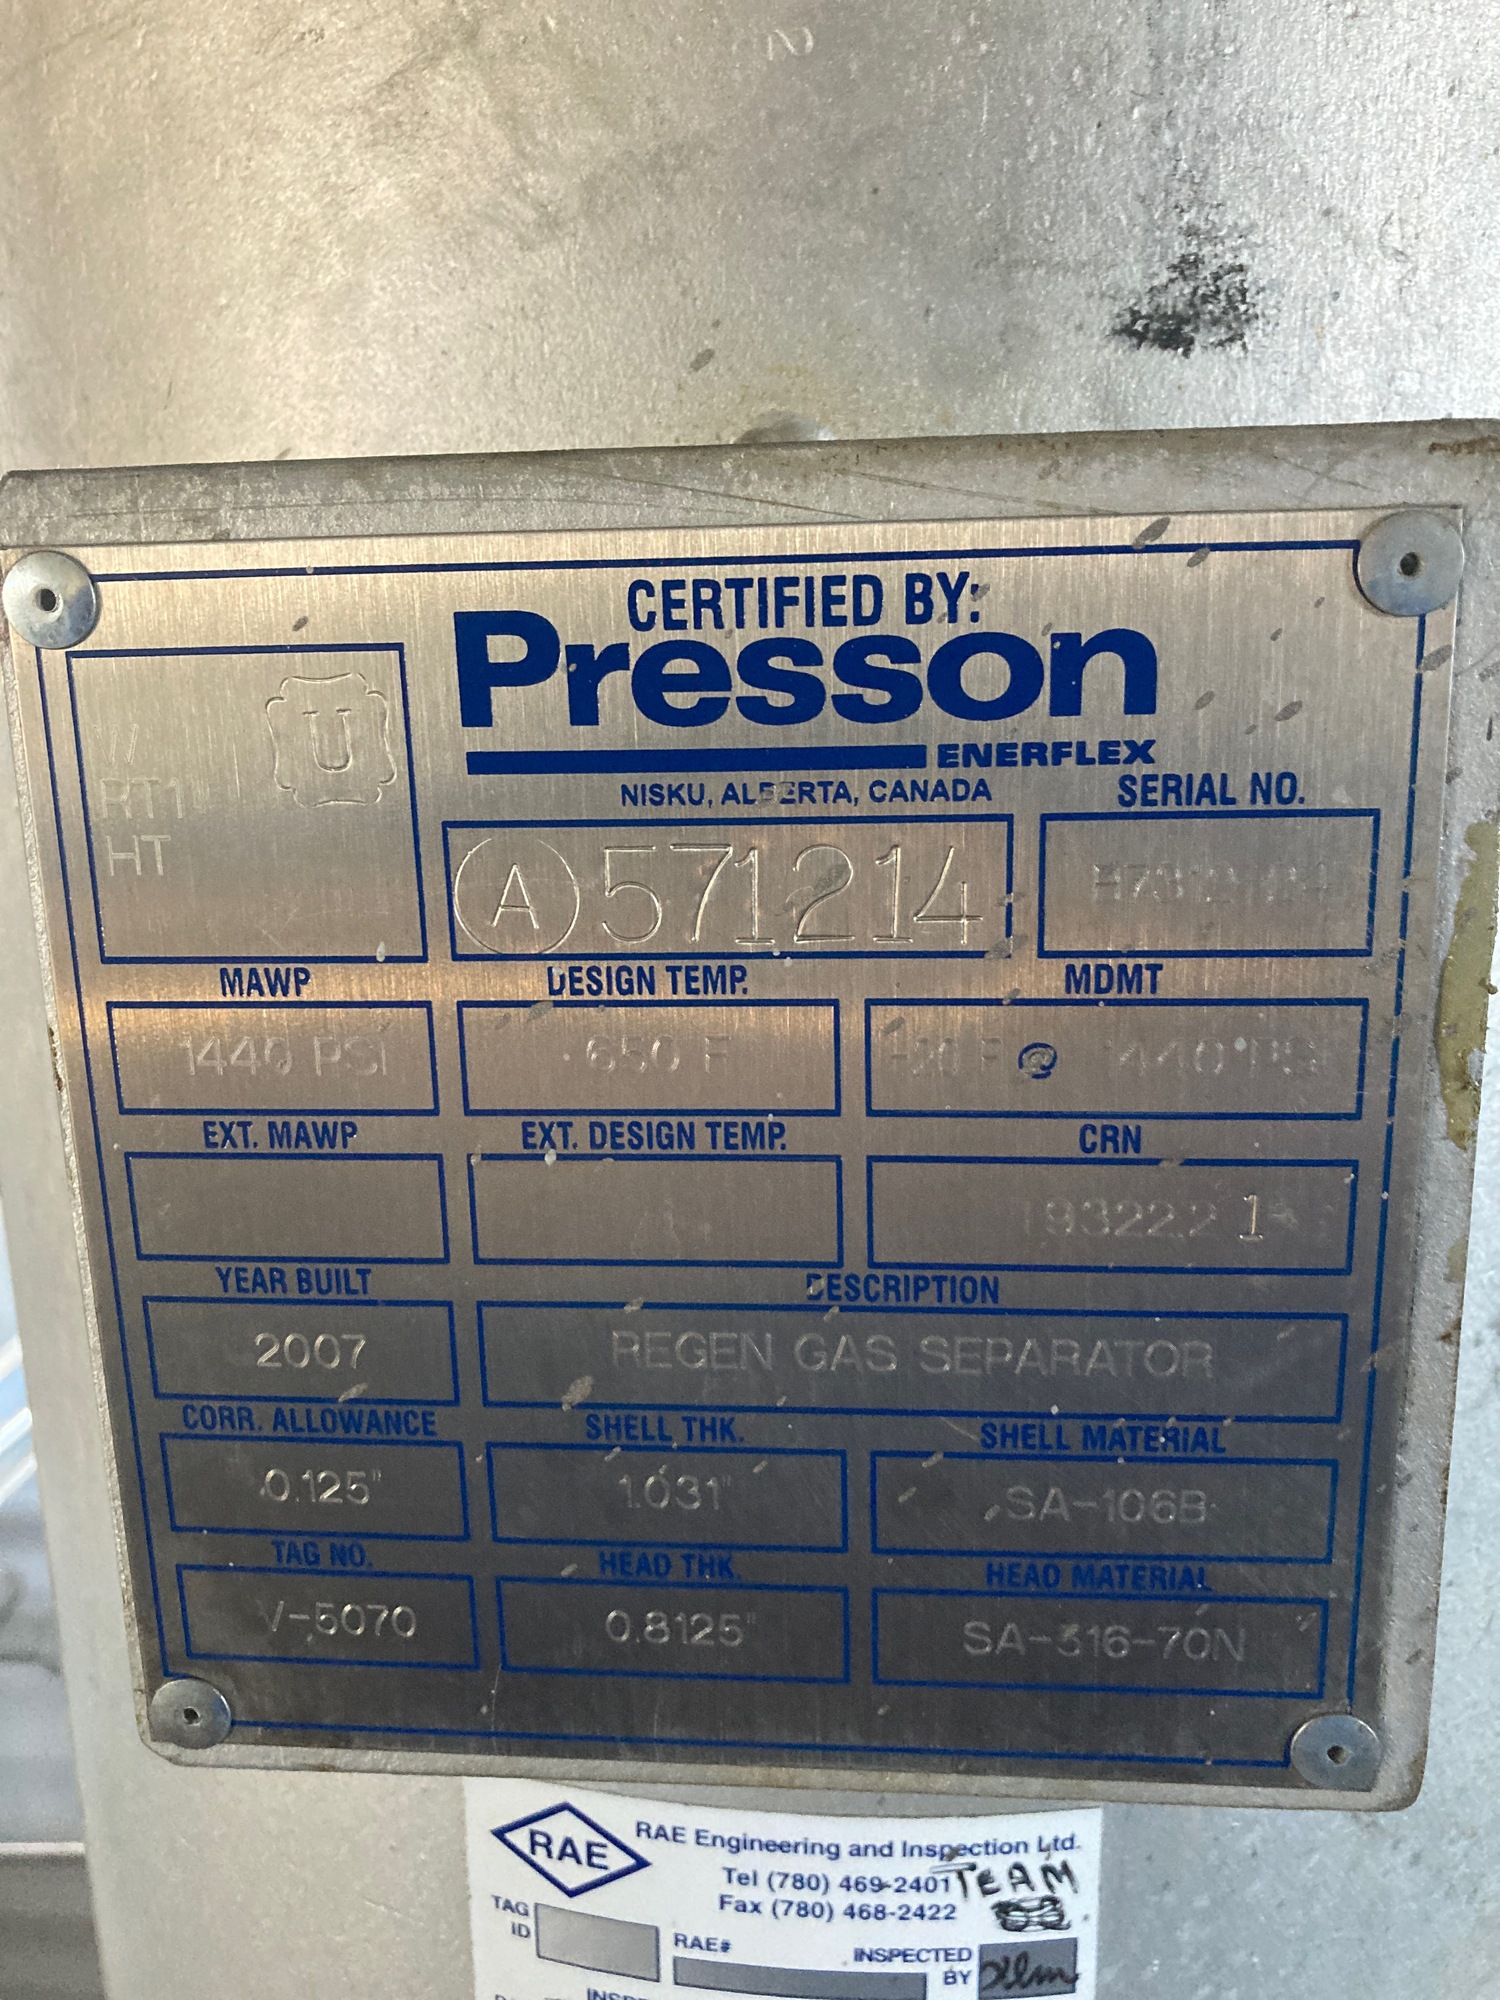 CERTIFIED BY:
Presson
ENERFLEX
NISKU, ALBERTA, CANADA
U
W
RT1
HT
SERIAL NO.
A 571214
MAWP
DESIGN TEMP.
MDMT
1440 PSI
650 F
-20 F @ 1440 PSI
EXT. MAWP
EXT. DESIGN TEMP.
CRN
YEAR BUILT
DESCRIPTION
2007
REGEN GAS SEPARATOR
CORR. ALLOWANCE
SHELL THK.
SHELL MATERIAL
0.125"
1.031"
SA-106B
TAG NO.
HEAD THK.
HEAD MATERIAL
V-5070
0.8125"
SA-516-70N
RAE
RAE Engineering and Inspection Ltd.
Tel (780) 469-2401
TEAM
Fax (780) 468-2422
TAG
ID
RAE#
INSPECTED
BY